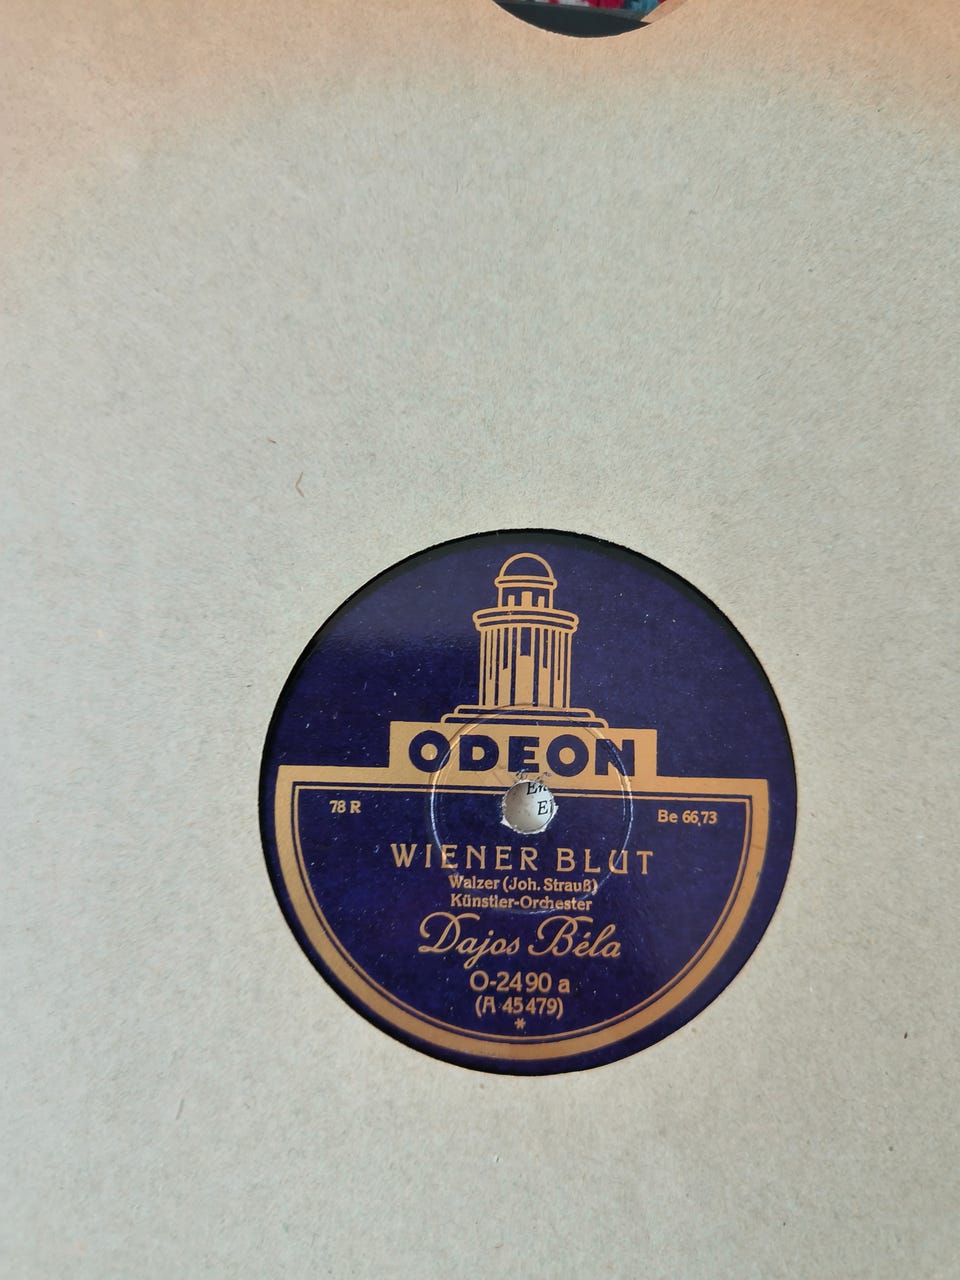 ODEON
78 R
Be 66,73
WIENER BLUT
Walzer (Joh. Strauß)
Künstler-Orchester
Dajos Béla
O-2490 a
(A 45479)
*